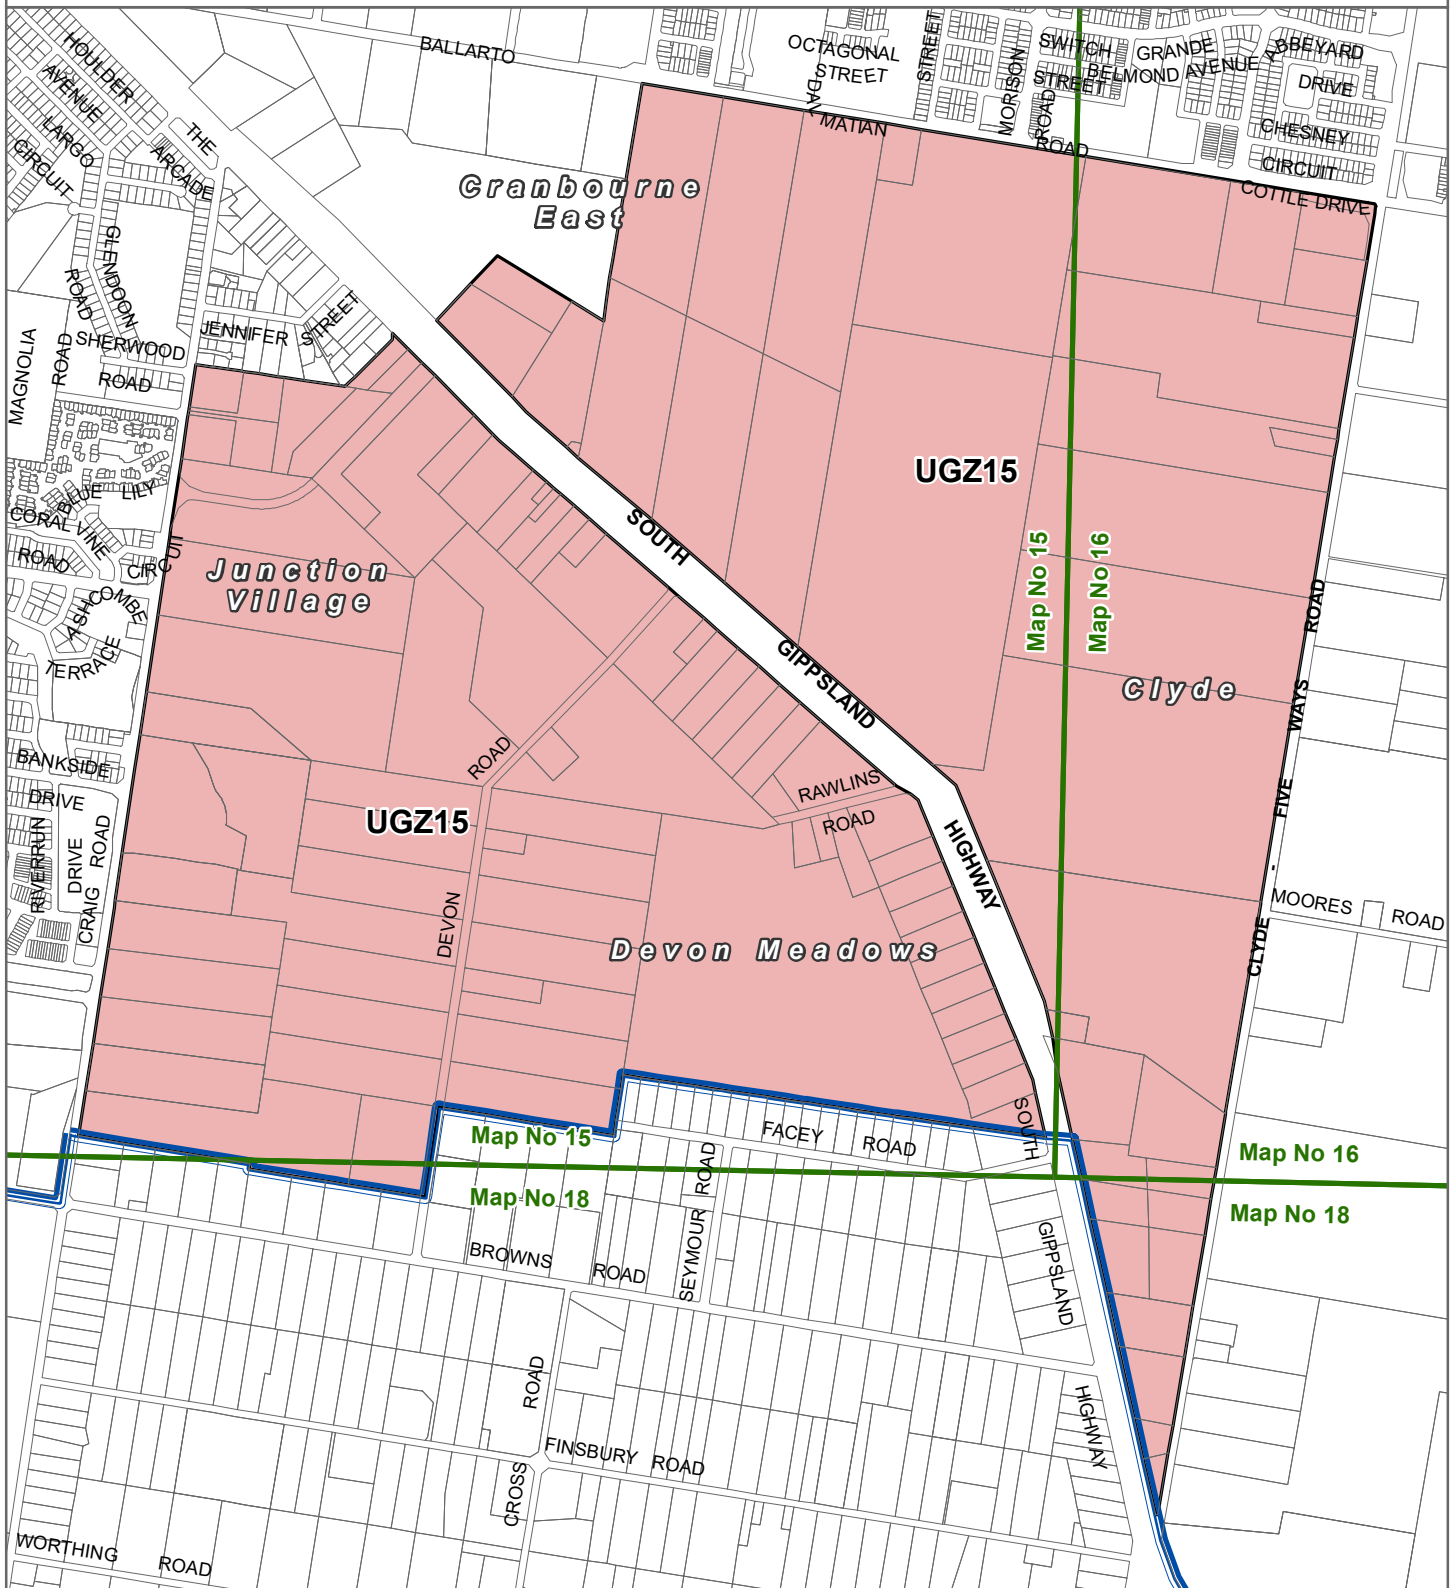 BALLARTO
OCTAGONAL
STREET
STREET
MORISON
SWITCH
STREET
GRANDE
BELMOND AVENUE
ABBEYARD
DRIVE
CHESNEY
CIRCUIT
COTTLE DRIVE
ROAD
ROAD
MATIAN
HOULDER
AVENUE
LARGO
CIRCUIT
THE
ARCADE
Cranbourne
East
GLENDOON
ROAD
JENNIFER STREET
SHERWOOD
ROAD
MAGNOLIA
ROAD
BLUE LILY
CIRCUIT
CORAL VINE
ROAD
ASHCOMBE
TERRACE
Junction
Village
UGZ15
SOUTH
GIPPSLAND
HIGHWAY
Map No 15
Map No 16
Clyde
CLYDE - FIVE WAYS ROAD
BANKSIDE
DRIVE
RIVERRUN
DRIVE
CRAIG ROAD
UGZ15
DEVON
ROAD
RAWLINS
ROAD
Devon Meadows
MOORES ROAD
Map No 15
Map No 18
FACEY ROAD
Map No 16
Map No 18
SOUTH
GIPPSLAND
HIGHWAY
SEYMOUR ROAD
BROWNS ROAD
CROSS ROAD
FINSBURY ROAD
WORTHING ROAD